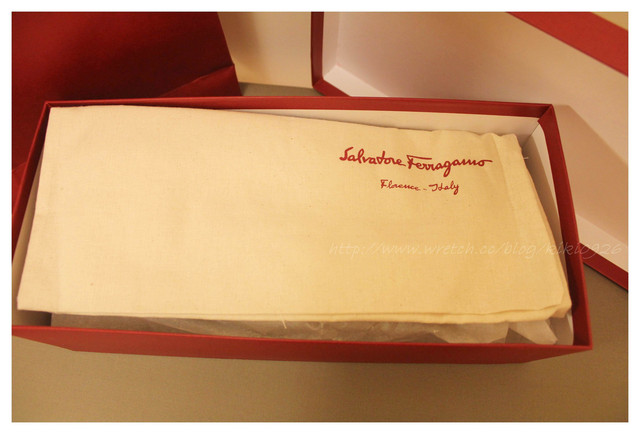 Salvatore Ferragamo
Florence - Italy